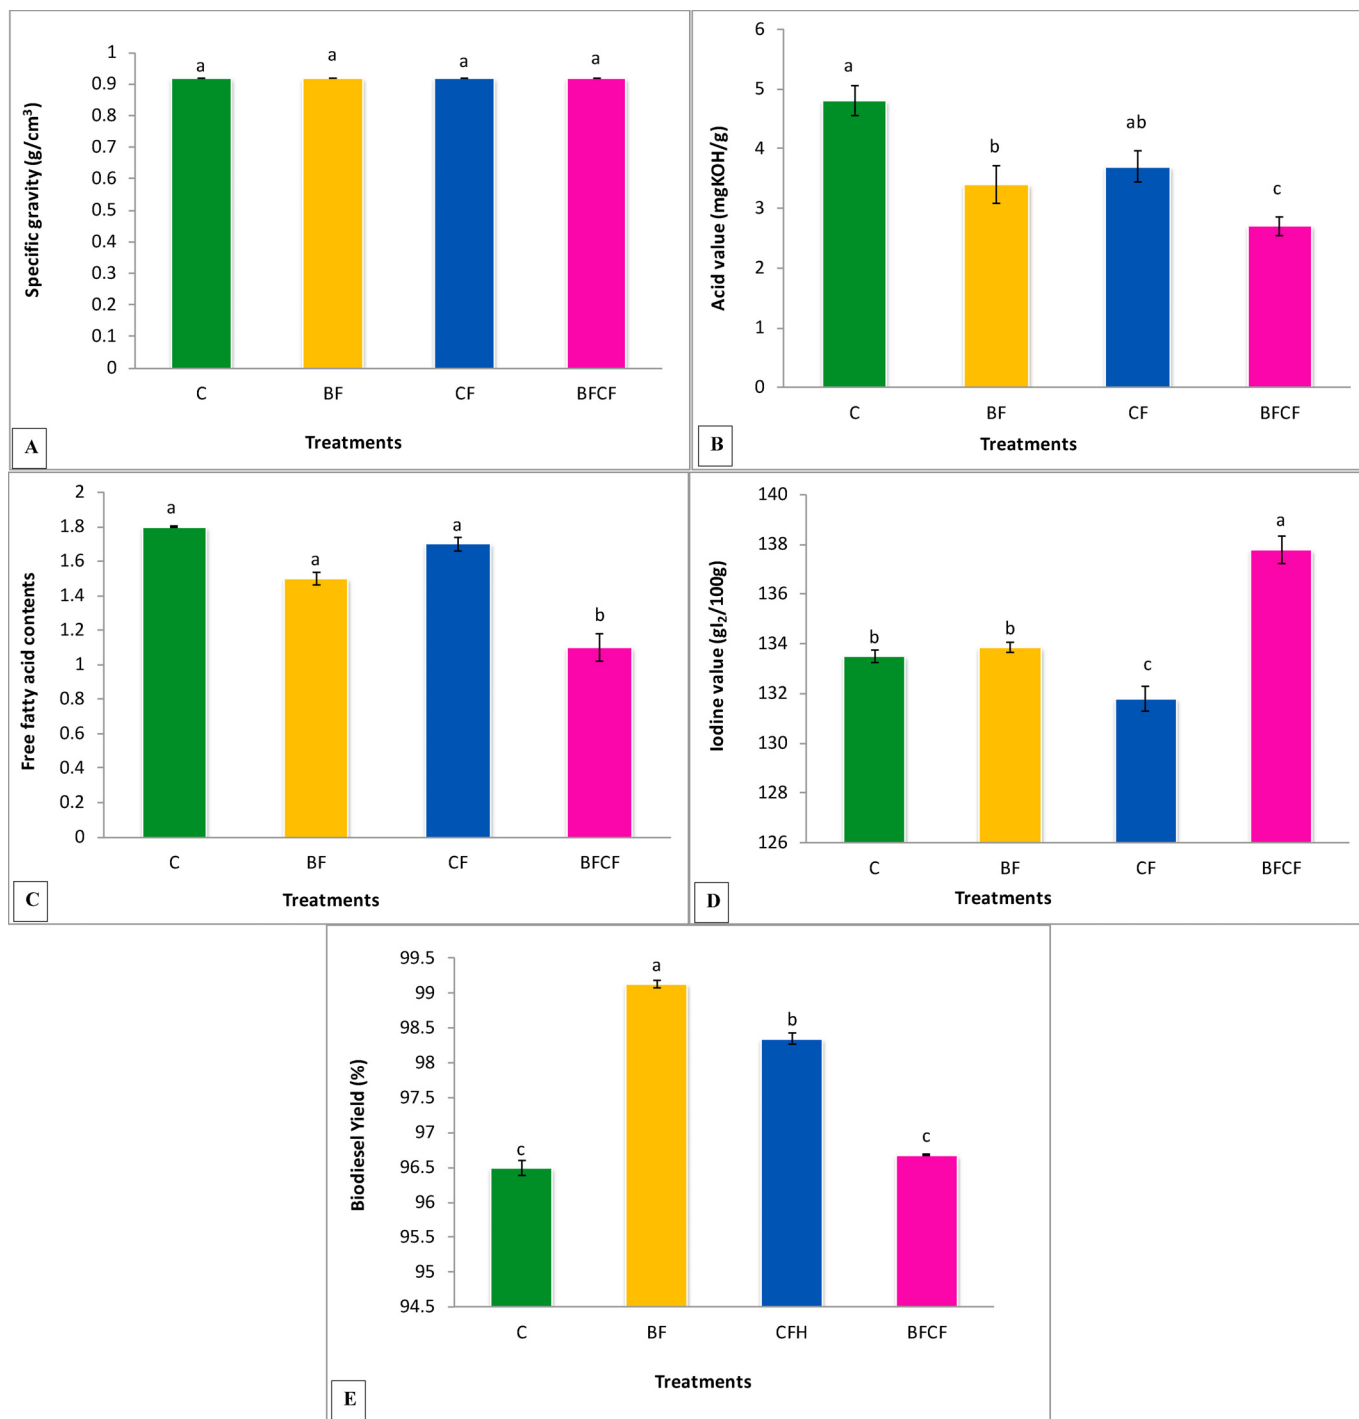 Specific gravity (g/cm³)
1
0.9
0.8
0.7
0.6
0.5
0.4
0.3
0.2
0.1
0
a
a
a
a
C
BF
CF
BFCF
Treatments
A
Acid value (mgKOH/g)
6
5
4
3
2
1
0
a
b
ab
c
C
BF
CF
BFCF
Treatments
B
Free fatty acid contents
2
1.8
1.6
1.4
1.2
1
0.8
0.6
0.4
0.2
0
a
a
a
b
C
BF
CF
BFCF
Treatments
C
Iodine value (gI₂/100g)
140
138
136
134
132
130
128
126
b
b
c
a
C
BF
CF
BFCF
Treatments
D
Biodiesel Yield (%)
99.5
99
98.5
98
97.5
97
96.5
96
95.5
95
94.5
c
a
b
c
C
BF
CFH
BFCF
Treatments
E